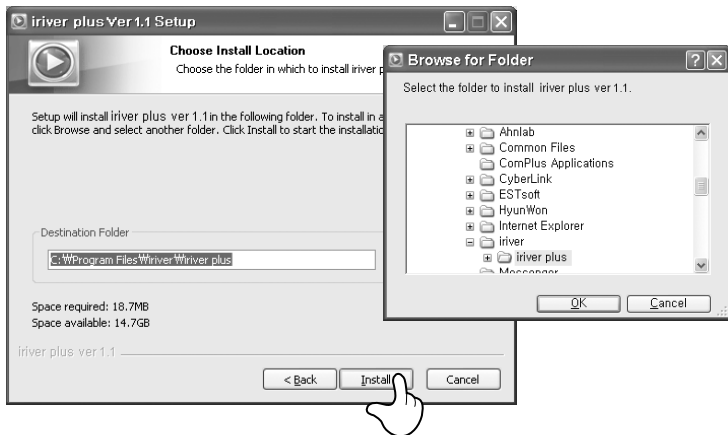 iriver plus Ver 1.1 Setup
Choose Install Location
Choose the folder in which to install iriver
Setup will install iriver plus ver 1.1 in the following folder. To install in a
click Browse and select another folder. Click Install to start the
Destination Folder
C:₩Program Files₩iriver₩iriver plus
Space required: 18.7MB
Space available: 14.7GB
iriver plus ver 1.1
< Back
Install
Cancel
Browse for Folder
Select the folder to install iriver plus ver 1.1.
Ahnlab
Common Files
ComPlus Applications
CyberLink
ESTsoft
HyunWon
Internet Explorer
iriver
iriver plus
Messenger
OK
Cancel